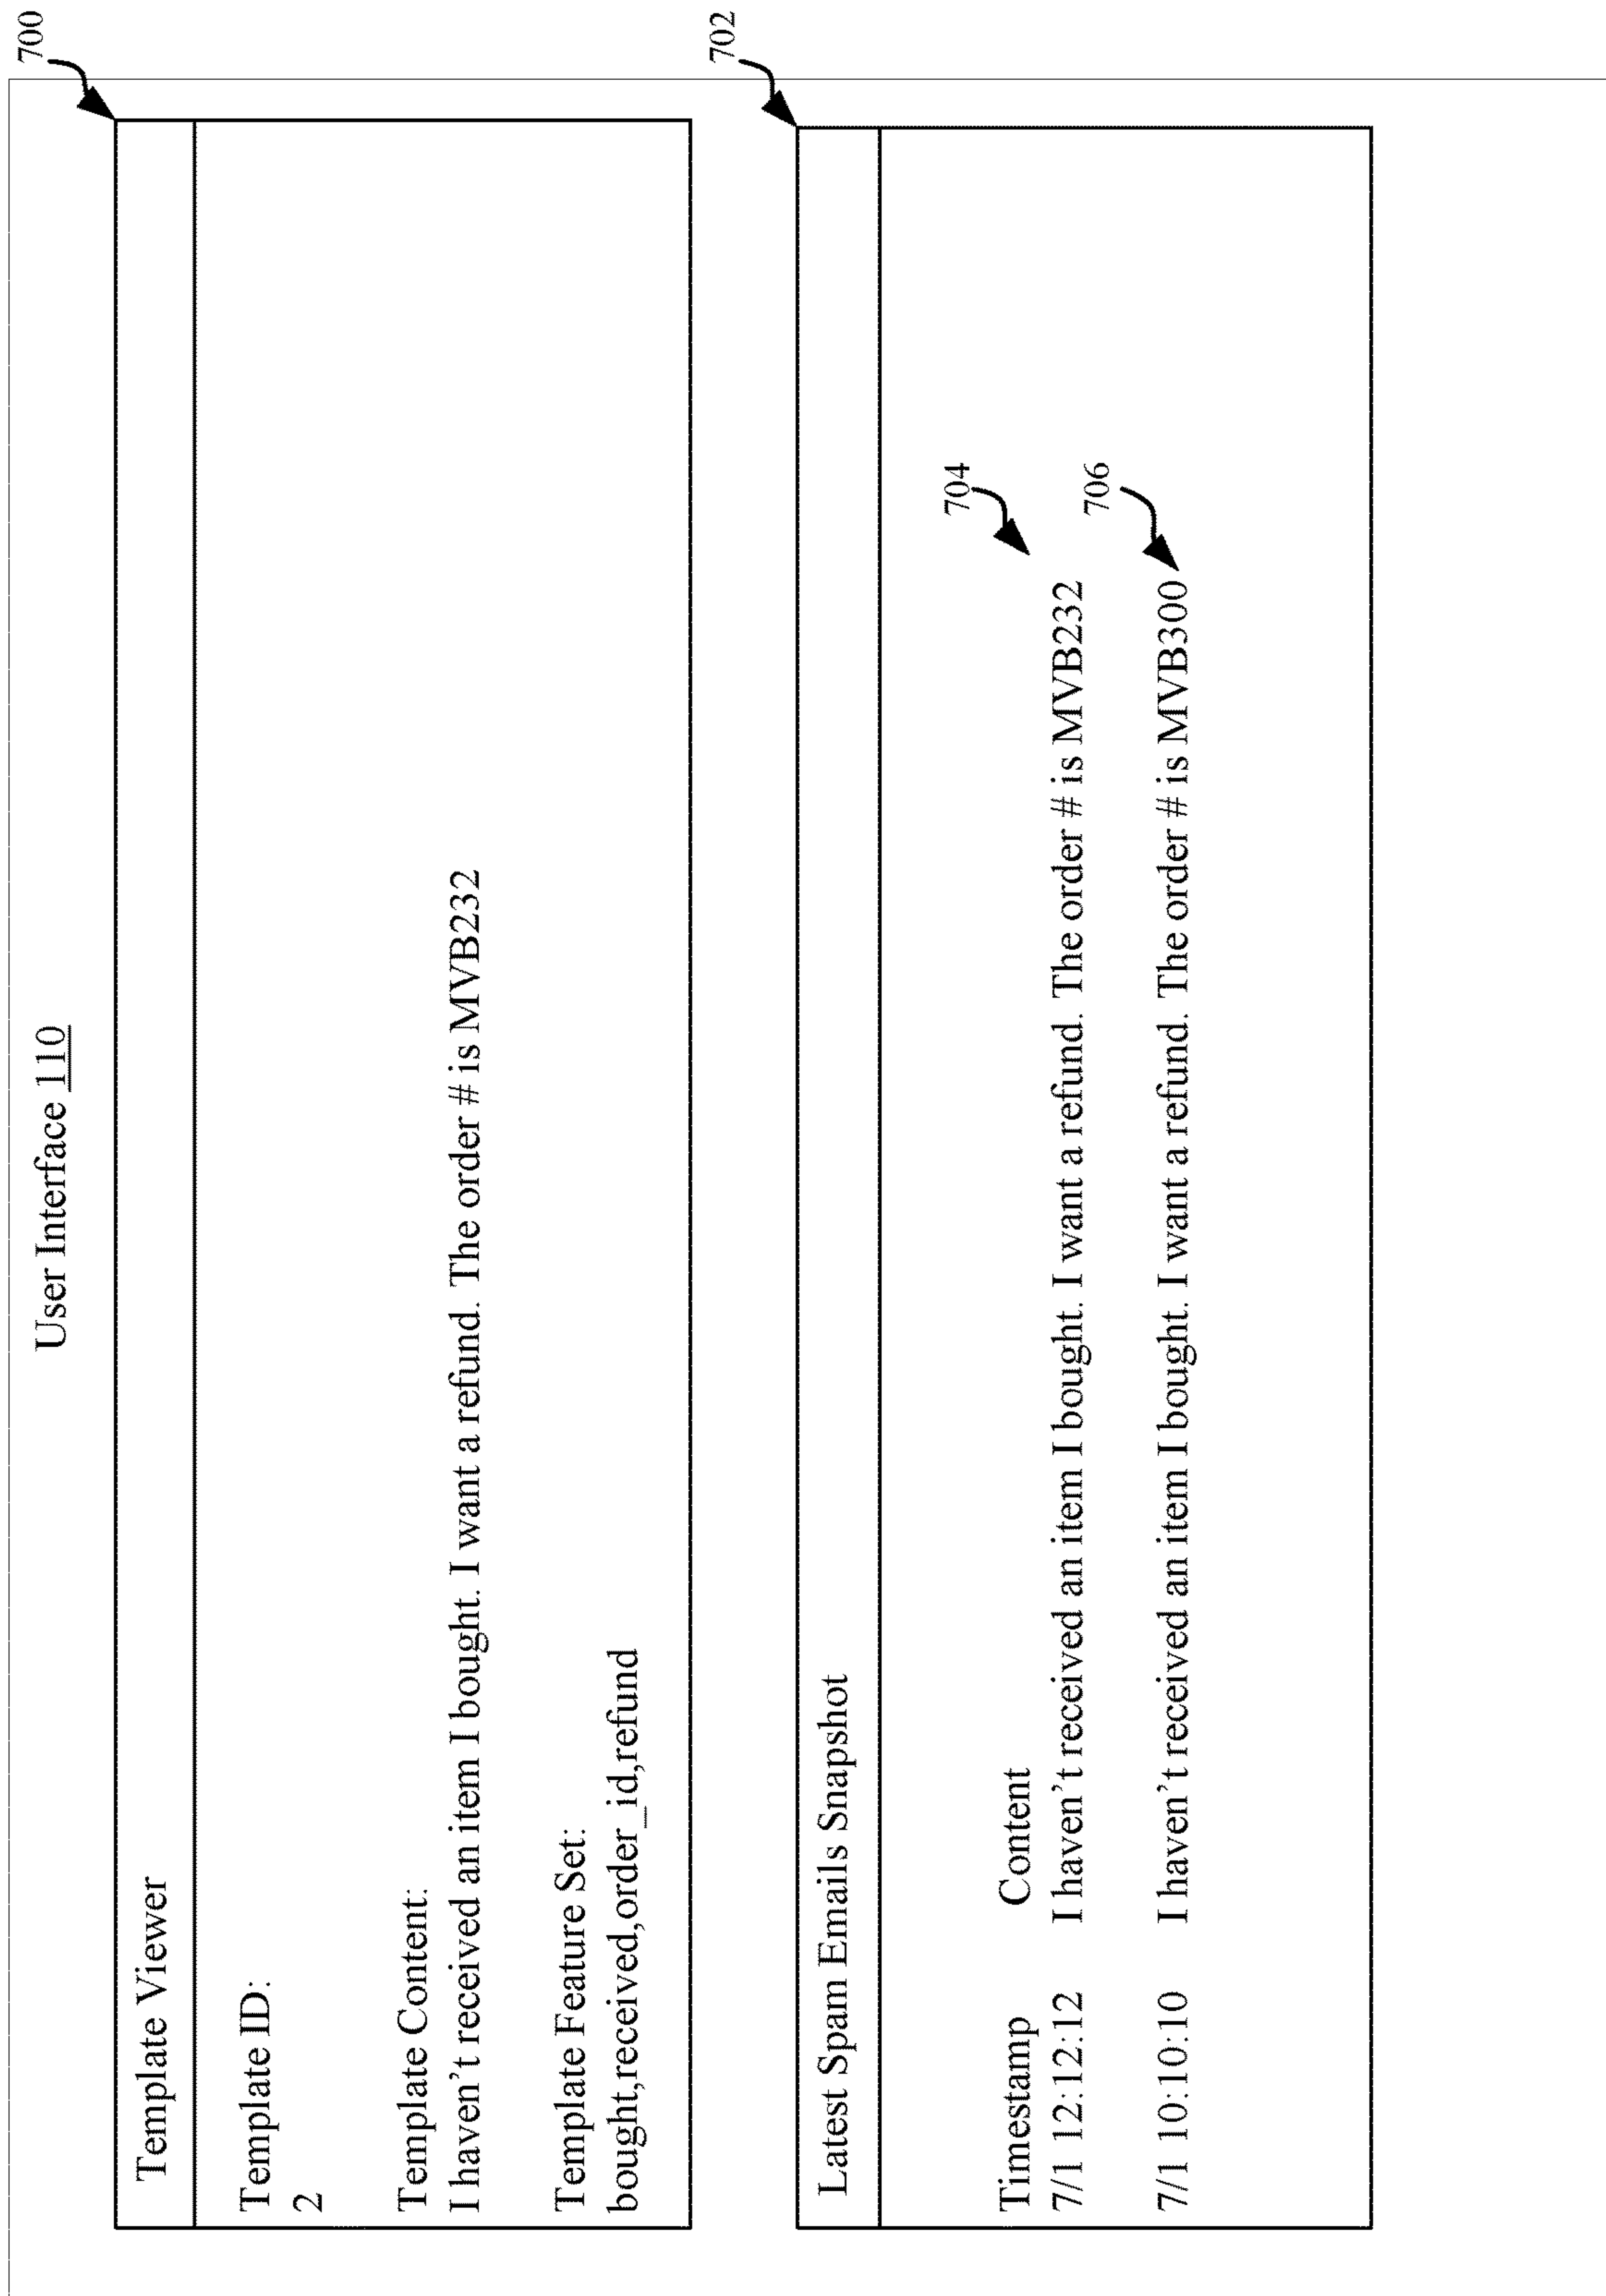 User Interface 110
700
Template Viewer
Template ID:
2
Template Content:
I haven't received an item I bought. I want a refund. The order # is MVB232
Template Feature Set:
bought,received,order_id,refund
702
Latest Spam Emails Snapshot
Timestamp Content
704
7/1 12:12:12 I haven't received an item I bought. I want a refund. The order # is MVB232
706
7/1 10:10:10 I haven't received an item I bought. I want a refund. The order # is MVB300